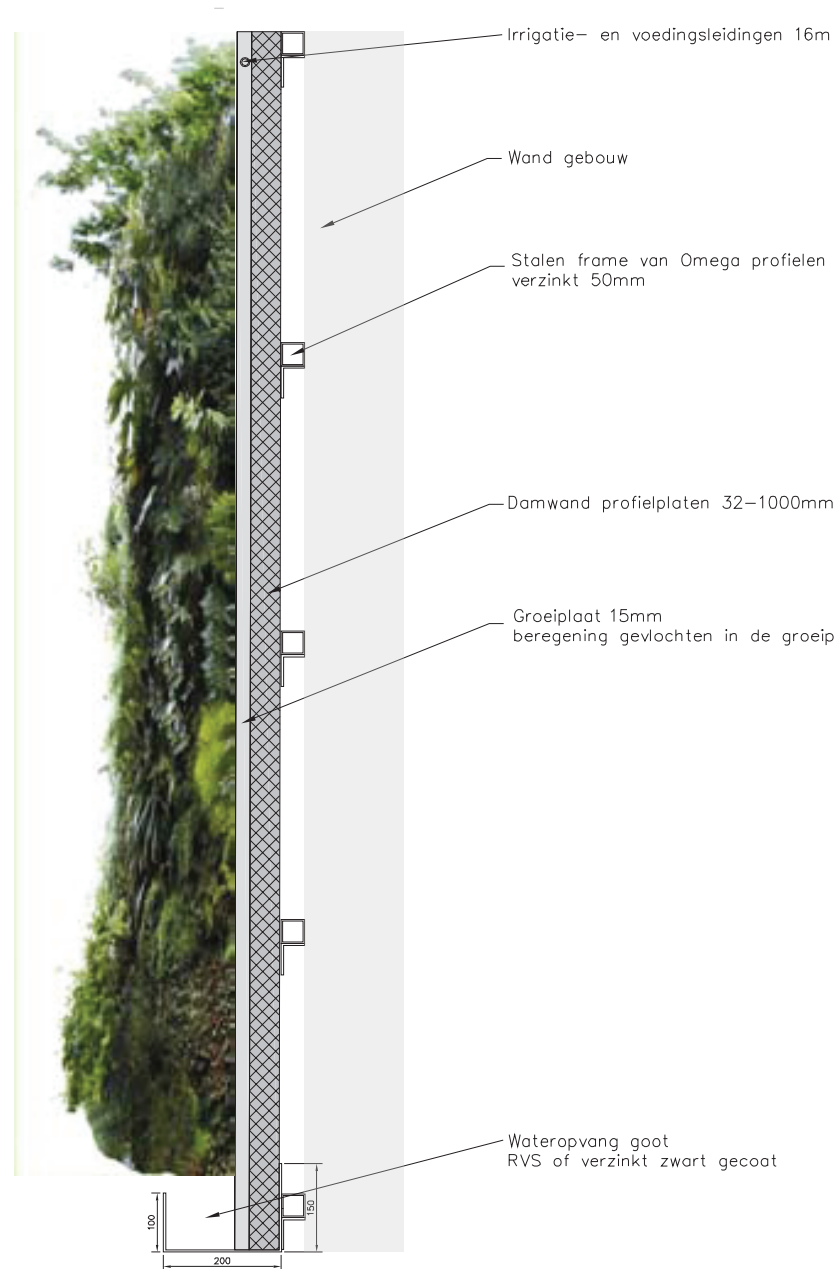 Irrigatie- en voedingsleidingen 16m
Wand gebouw
Stalen frame van Omega profielen
verzinkt 50mm
Damwand profielplaten 32-1000mm
Groeiplaat 15mm
beregening gevlochten in de groeip
Wateropvang goot
RVS of verzinkt zwart gecoat
100
150
200